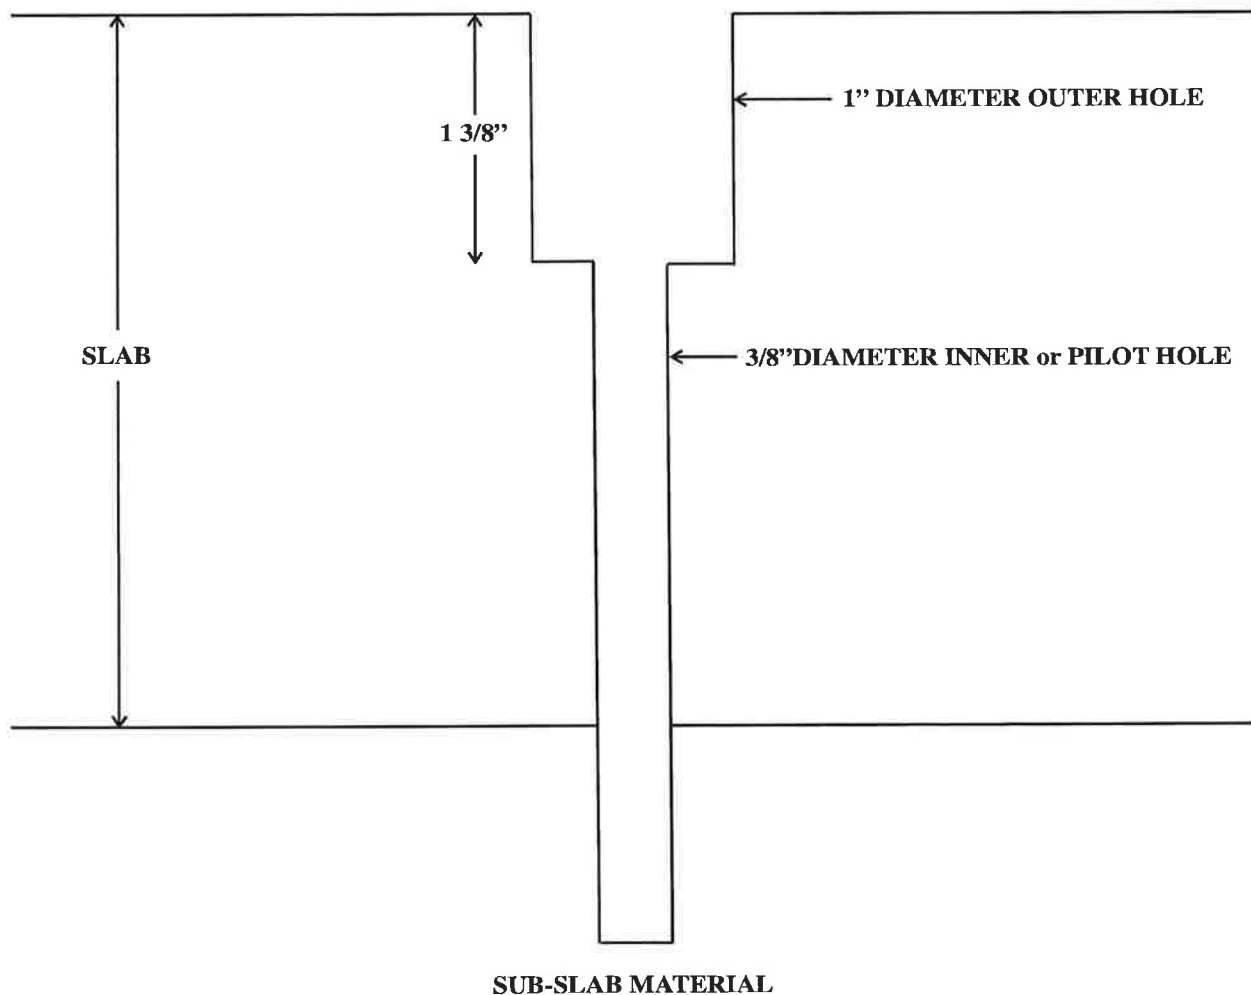 1” DIAMETER OUTER HOLE
1 3/8”
SLAB
3/8”DIAMETER INNER or PILOT HOLE
SUB-SLAB MATERIAL